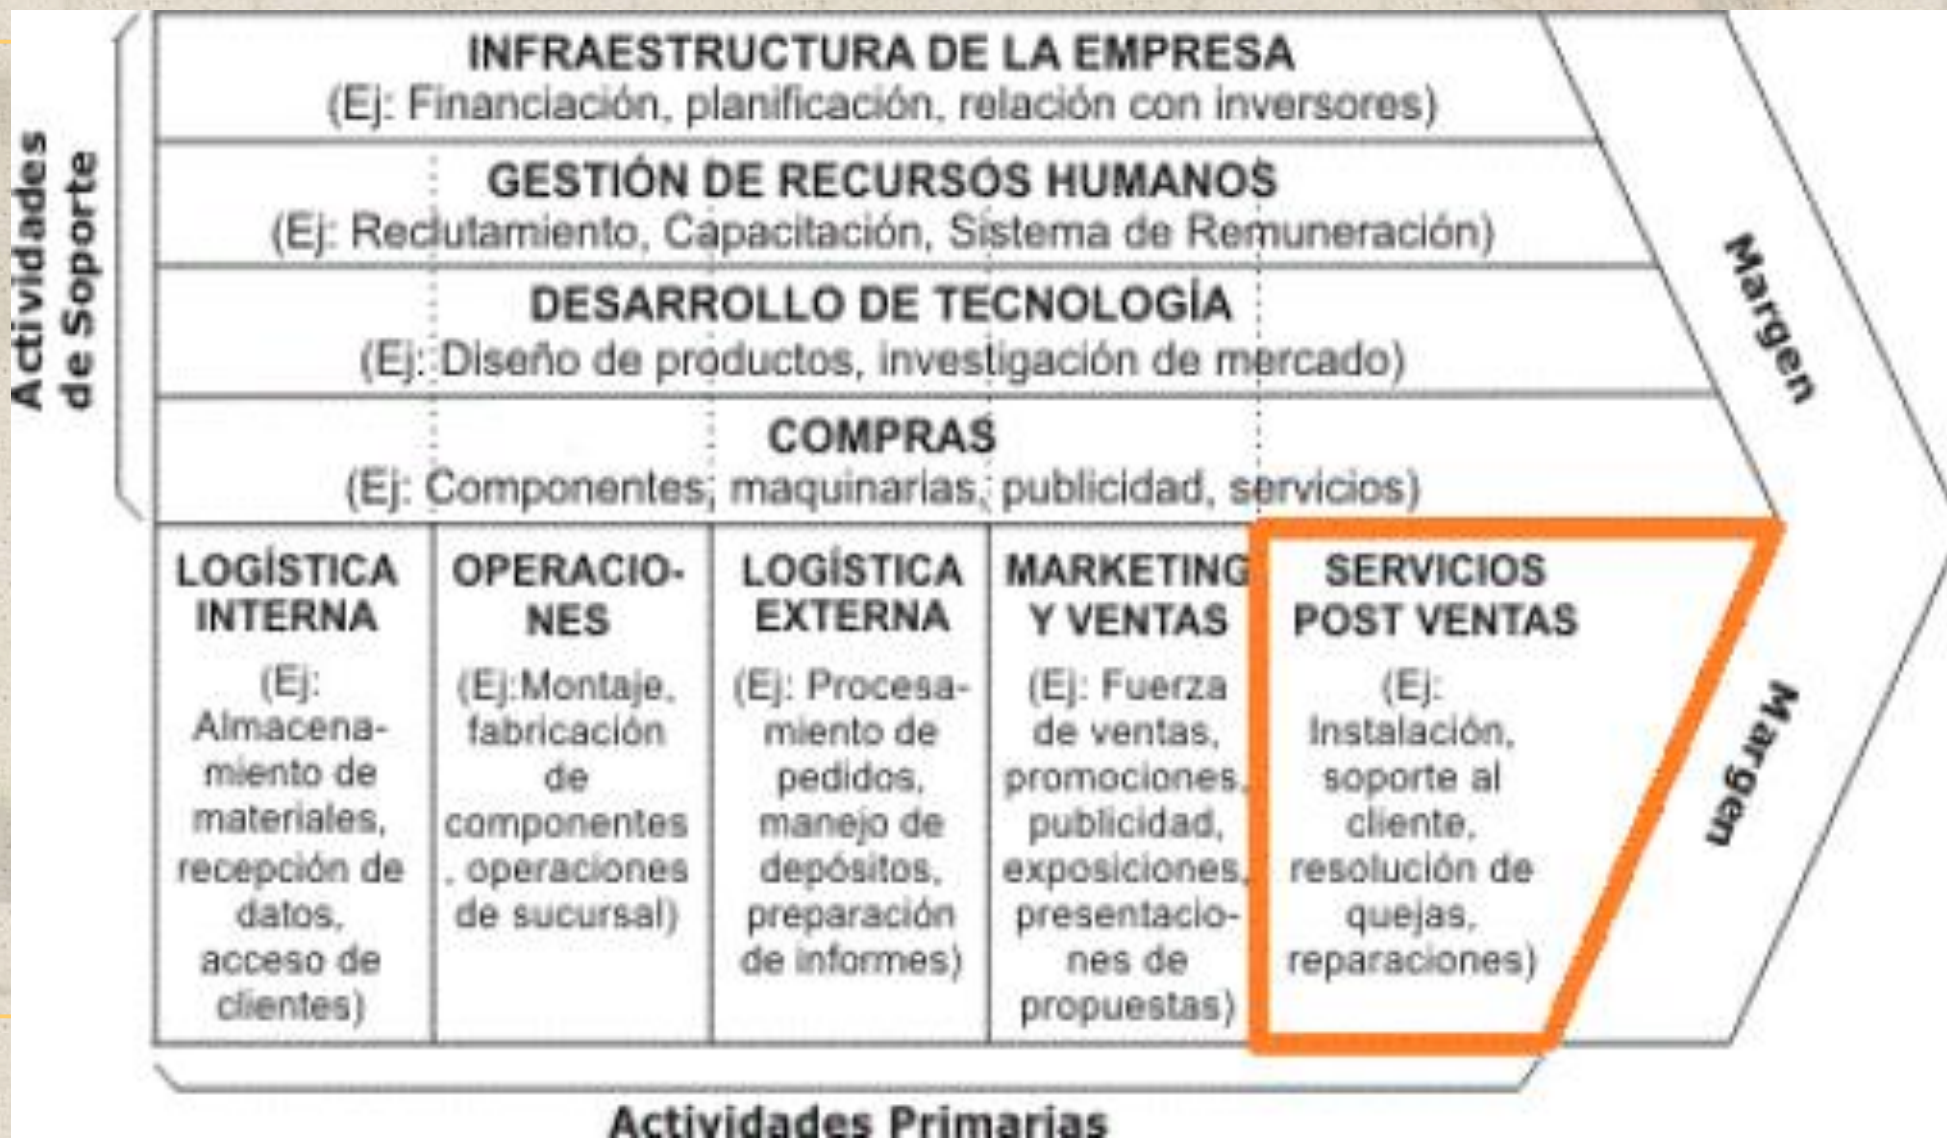 Actividades
de Soporte
INFRAESTRUCTURA DE LA EMPRESA
(Ej: Financiación, planificación, relación con inversores)
GESTIÓN DE RECURSOS HUMANOS
(Ej: Reclutamiento, Capacitación, Sistema de Remuneración)
DESARROLLO DE TECNOLOGÍA
(Ej: Diseño de productos, investigación de mercado)
COMPRAS
(Ej: Componentes, maquinarias, publicidad, servicios)
Margen
LOGÍSTICA
INTERNA
(Ej:
Almacena-
miento de
materiales,
recepción de
datos,
acceso de
clientes)
OPERACIO-
NES
(Ej:Montaje,
fabricación
de
componentes
, operaciones
de sucursal)
LOGÍSTICA
EXTERNA
(Ej: Procesa-
miento de
pedidos,
manejo de
depósitos,
preparación
de informes)
MARKETING
Y VENTAS
(Ej: Fuerza
de ventas,
promociones,
publicidad,
exposiciones,
presentacio-
nes de
propuestas)
SERVICIOS
POST VENTAS
(Ej:
Instalación,
soporte al
cliente,
resolución de
quejas,
reparaciones)
Margen
Actividades Primarias